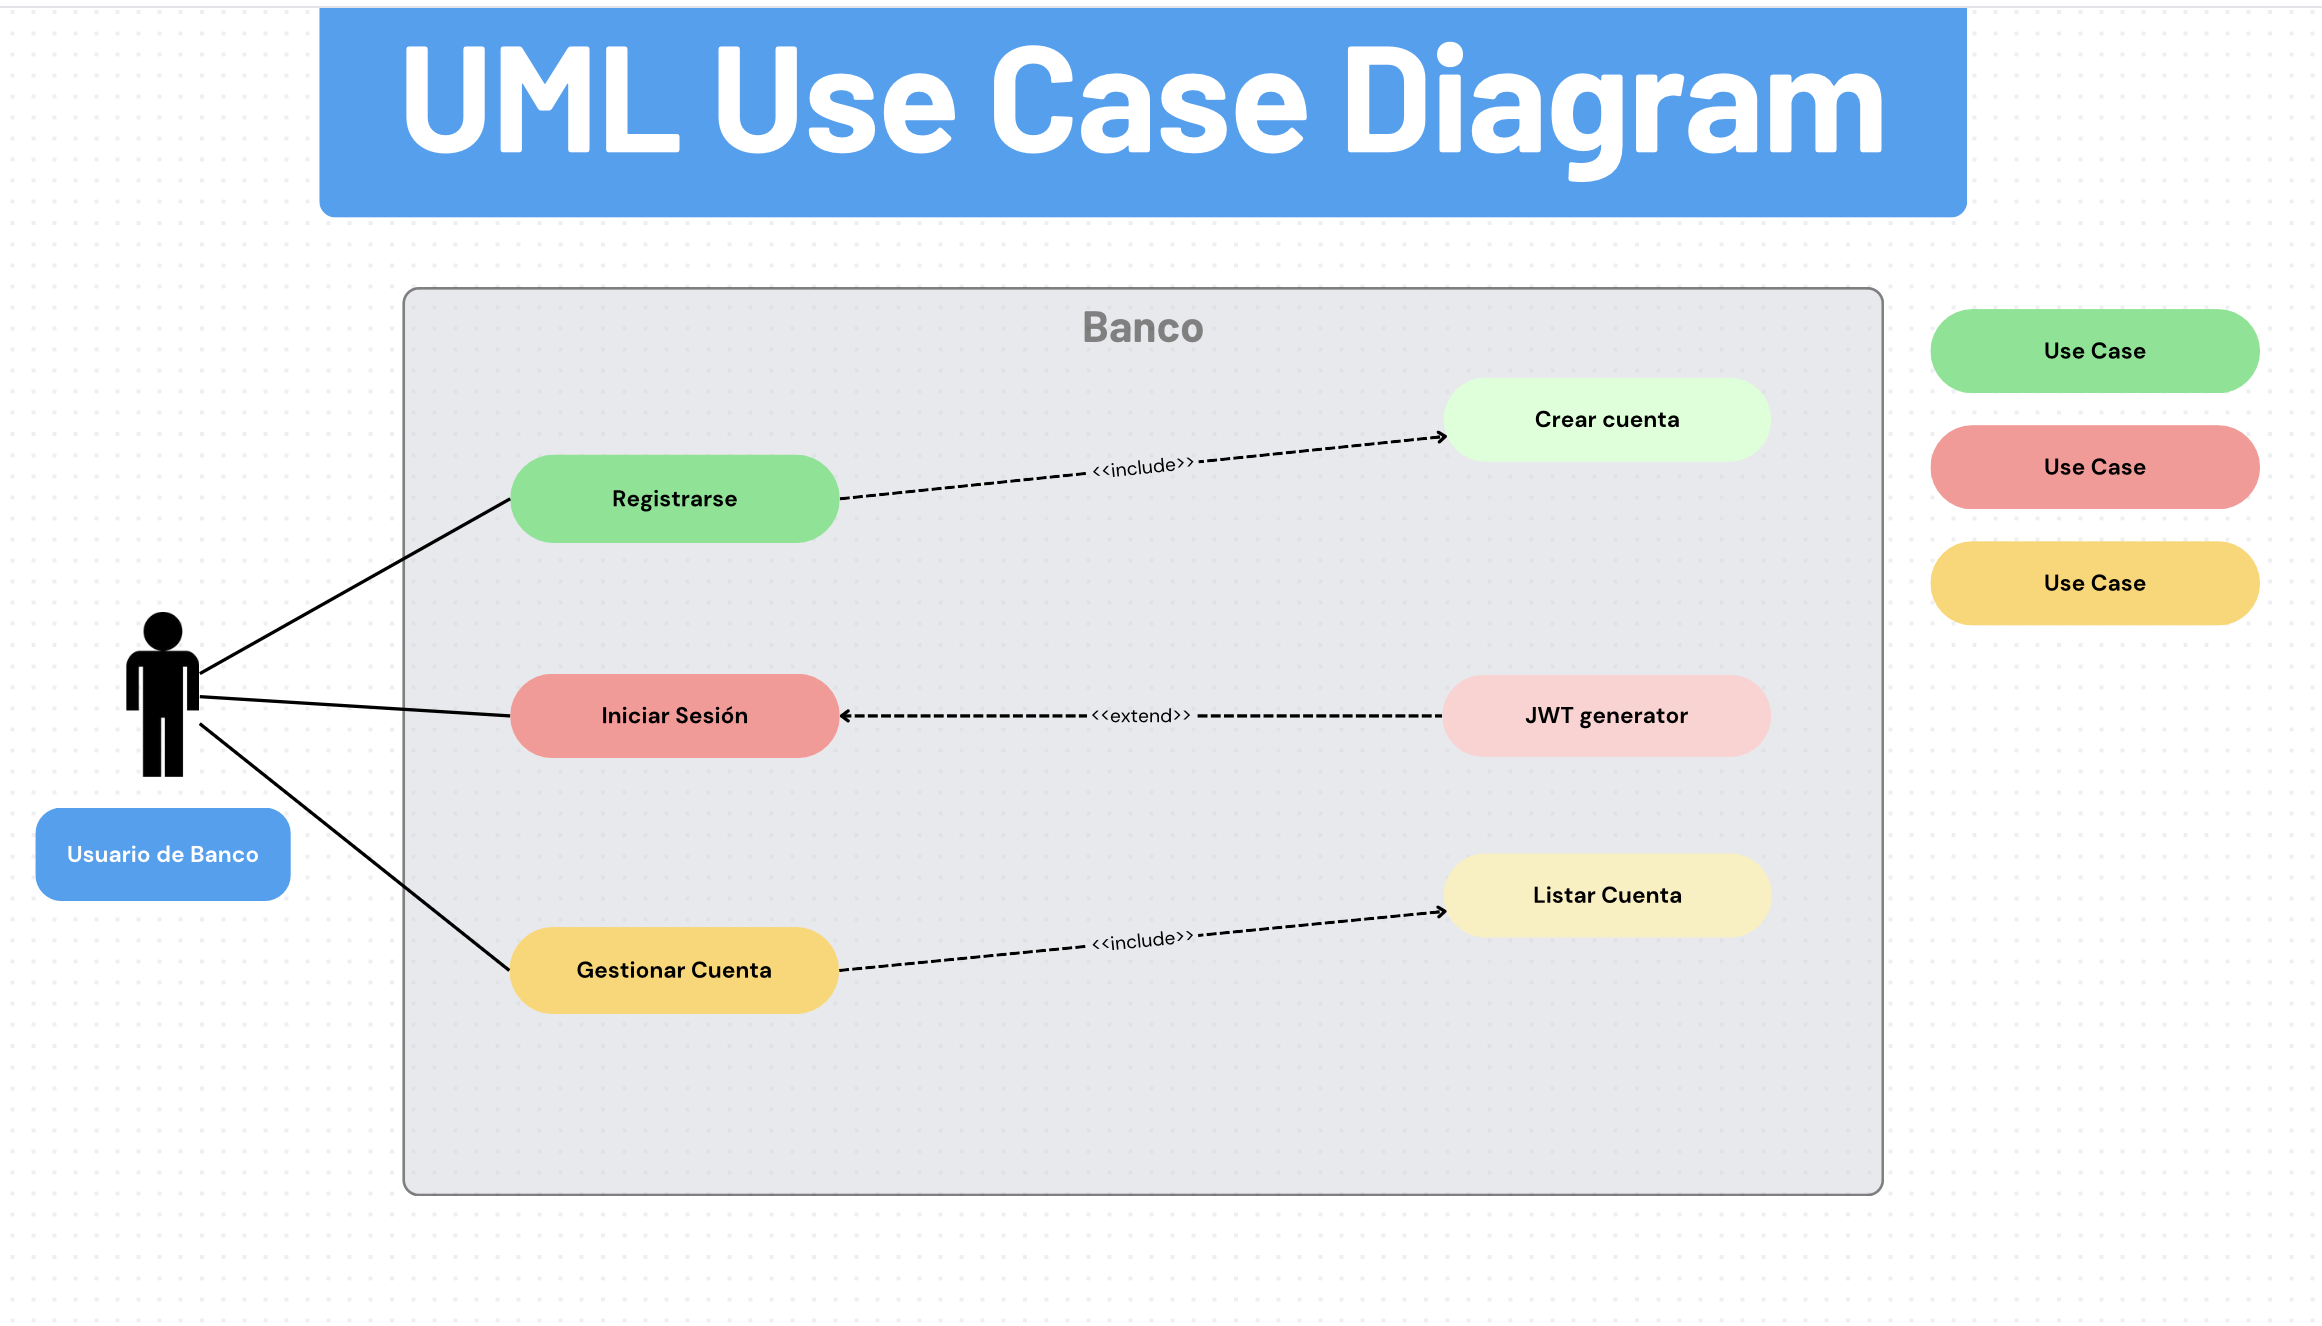 UML Use Case Diagram
Banco
Crear cuenta
<<include>>
Registrarse
Iniciar Sesión
<<extend>>
JWT generator
Usuario de Banco
Listar Cuenta
<<include>>
Gestionar Cuenta
Use Case
Use Case
Use Case